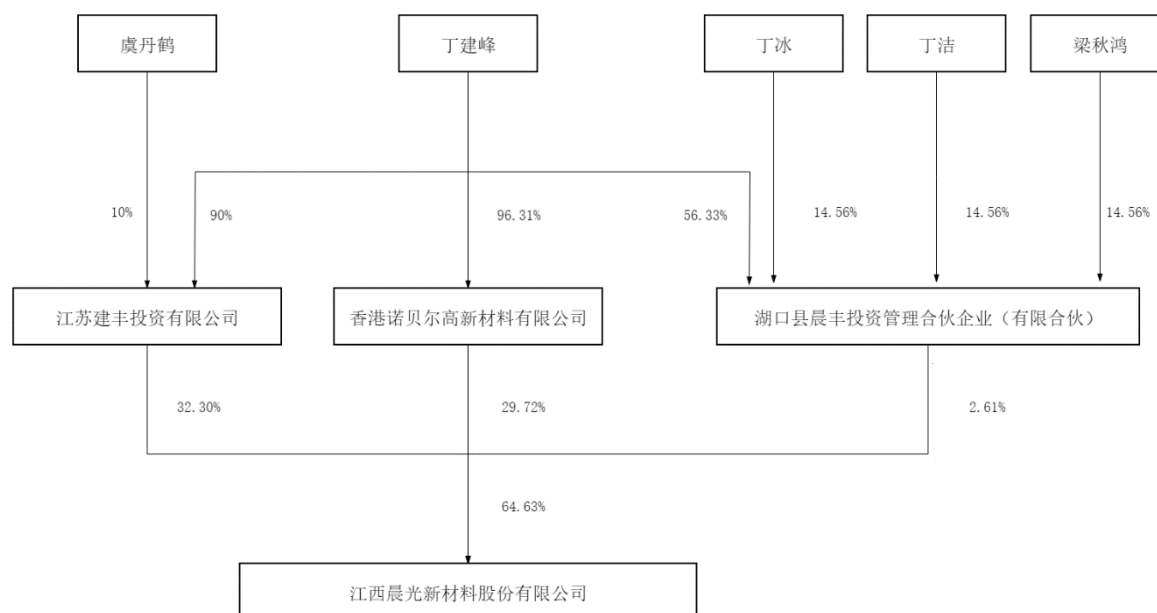 虞丹鹤
丁建峰
丁冰
丁洁
梁秋鸿
10%
90%
96.31%
56.33%
14.56%
14.56%
14.56%
江苏建丰投资有限公司
香港诺贝尔高新材料有限公司
湖口县晨丰投资管理合伙企业（有限合伙）
32.30%
29.72%
2.61%
64.63%
江西晨光新材料股份有限公司